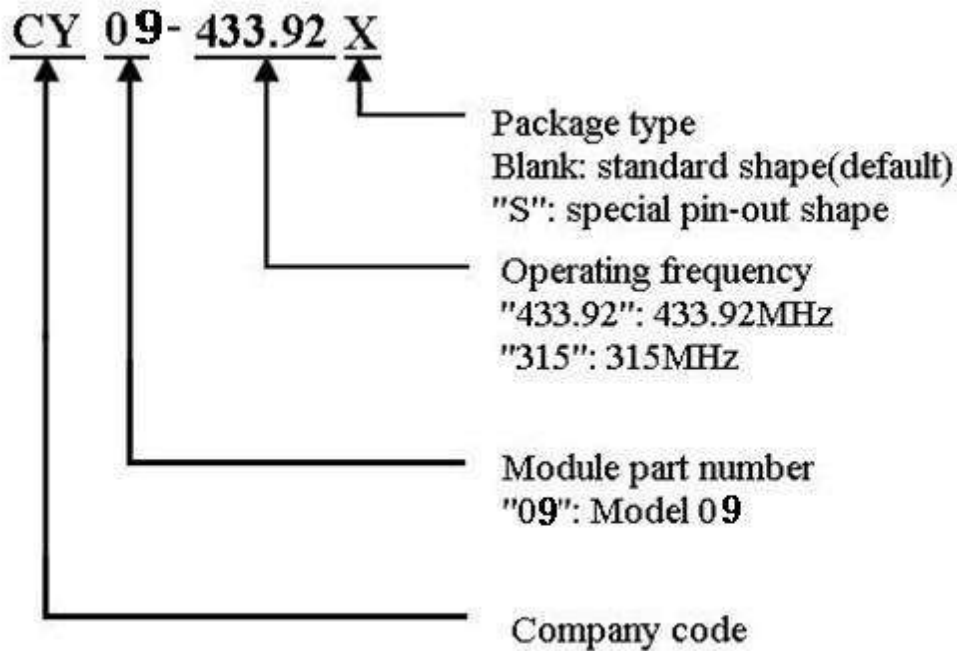 CY 09- 433.92 X
Package type
Blank: standard shape(default)
"S": special pin-out shape
Operating frequency
"433.92": 433.92MHz
"315": 315MHz
Module part number
"09": Model 09
Company code